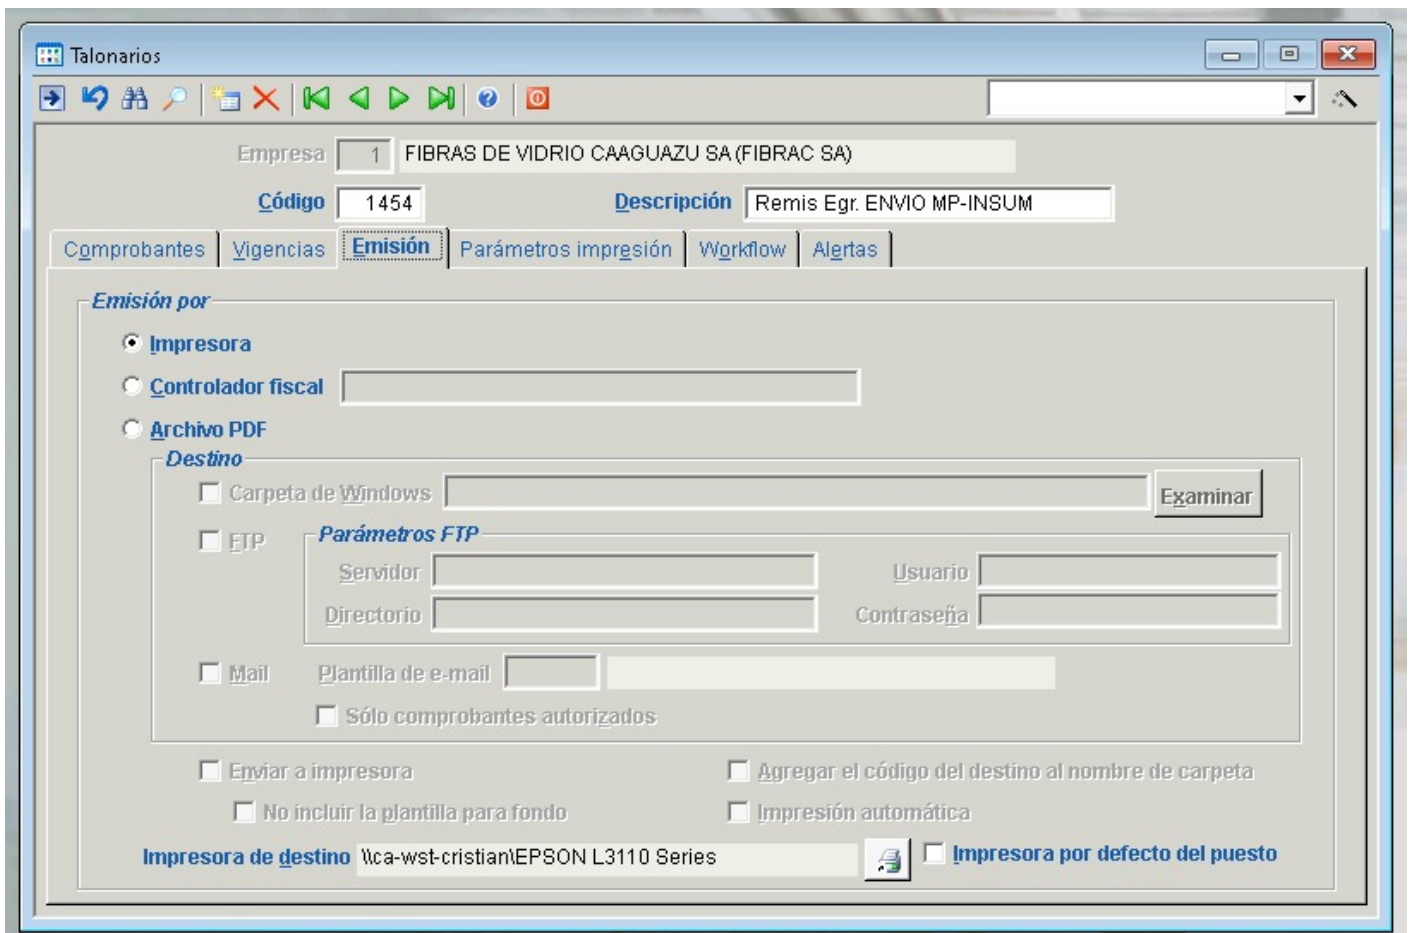 Talonarios
Empresa 1 FIBRAS DE VIDRIO CAAGUAZU SA (FIBRAC SA)
Código 1454 Descripción Remis Egr. ENVIO MP-INSUM
Comprobantes Vigencias Emisión Parámetros impresión Workflow Alertas
Emisión por
Impresora
Controlador fiscal
Archivo PDF
Destino
Carpeta de Windows Examinar
FTP Parámetros FTP
Servidor Usuario
Directorio Contraseña
Mail Plantilla de e-mail
Sólo comprobantes autorizados
Enviar a impresora Agregar el código del destino al nombre de carpeta
No incluir la plantilla para fondo Impresión automática
Impresora de destino \\ca-wst-cristian\EPSON L3110 Series Impresora por defecto del puesto